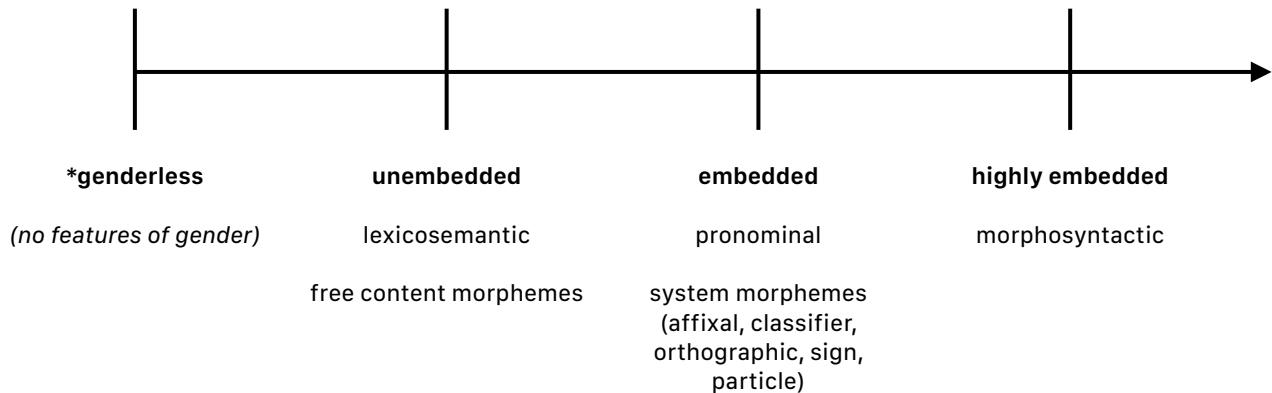 *genderless
unembedded
embedded
highly embedded
(no features of gender)
lexicosemantic
pronominal
morphosyntactic
free content morphemes
system morphemes
(affixal, classifier,
orthographic, sign,
particle)